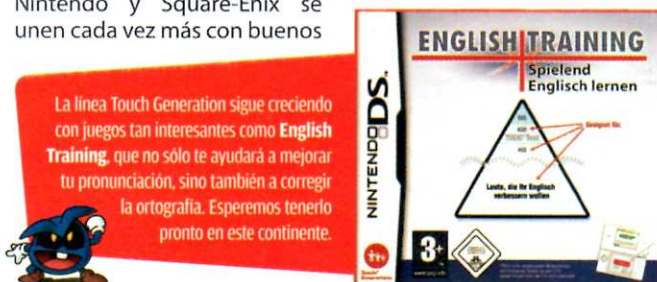 Nintendo y Square-Enix se
unen cada vez más con buenos
La línea Touch Generation sigue creciendo
con juegos tan interesantes como English
Training, que no sólo te ayudará a mejorar
tu pronunciación, sino también a corregir
la ortografía. Esperemos tenerlo
pronto en este continente.
NINTENDO DS
ENGLISH TRAINING
Spielend
Englisch lernen
Geeignet für:
Leute, die ihr Englisch
verbessern wollen
3+